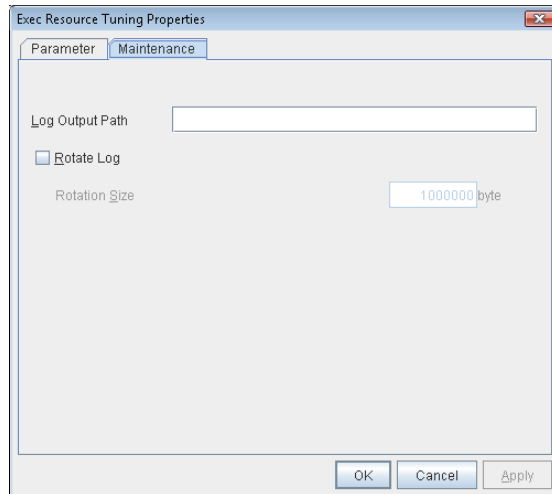 Exec Resource Tuning Properties
Parameter Maintenance
Log Output Path
Rotate Log
Rotation Size 1000000 byte
OK Cancel Apply